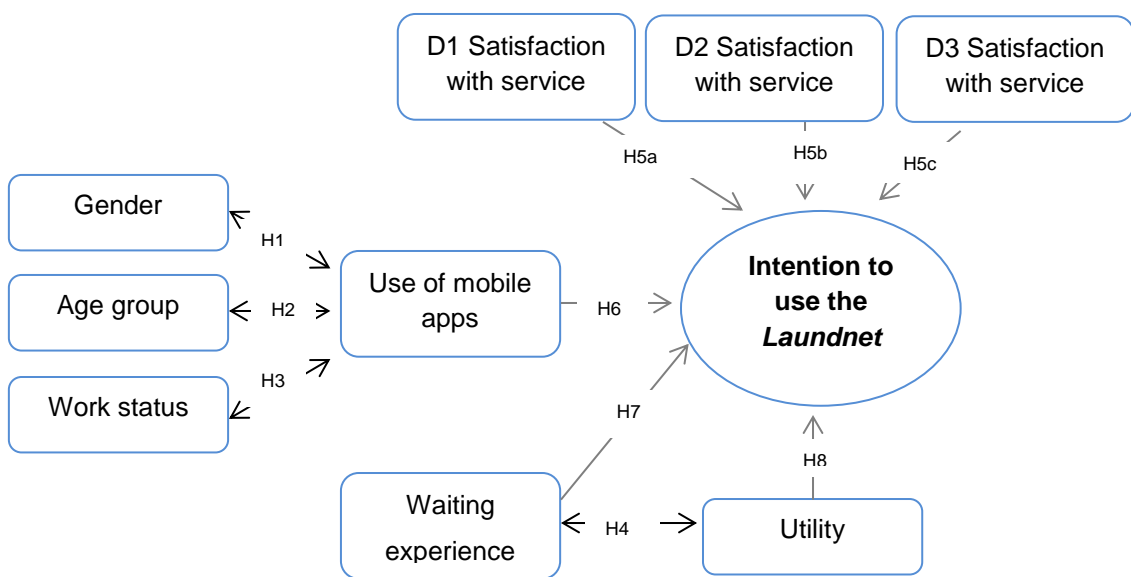 D1 Satisfaction
with service
D2 Satisfaction
with service
D3 Satisfaction
with service
H5a
H5b
H5c
Gender
H1
Age group
H2
Work status
H3
Use of mobile
apps
H6
Intention to
use the
Laundnet
H7
H8
Waiting
experience
H4
Utility